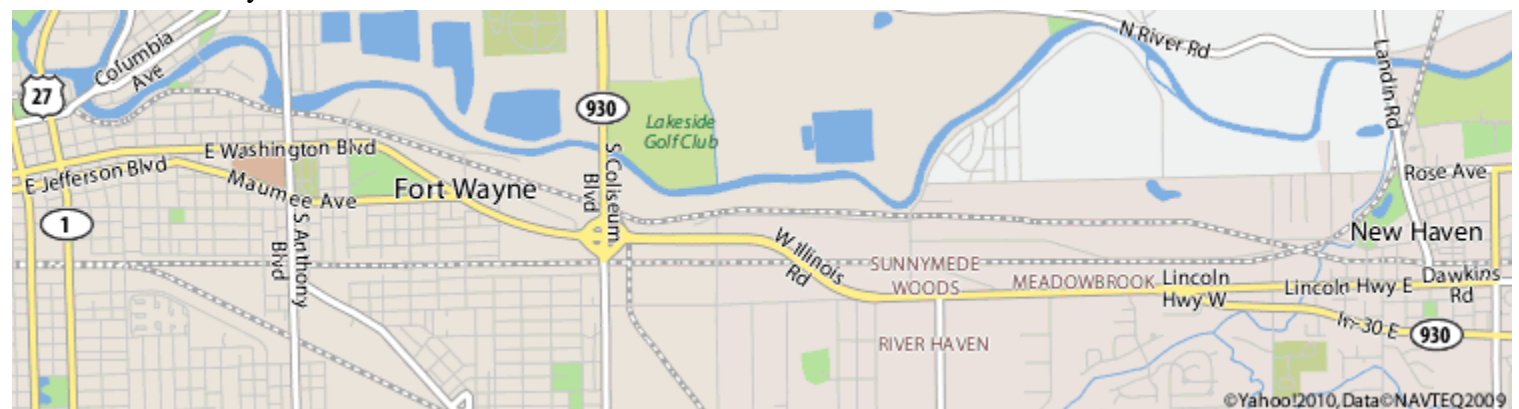 N River Rd
Columbia
Ave
27
930
Landin Rd
Lakeside
Golf Club
E Washington Blvd
E Jefferson Blvd
Maumee Ave
Fort Wayne
S Coliseum
Blvd
Rose Ave
1
S Anthony
Blvd
New Haven
W Illinois
Rd
SUNNYMEDE
WOODS
MEADOWBROOK
Lincoln
Hwy W
Lincoln Hwy E
Dawkins
Rd
In-30 E
930
RIVER HAVEN
©Yahoo!2010,Data©NAVTEQ2009